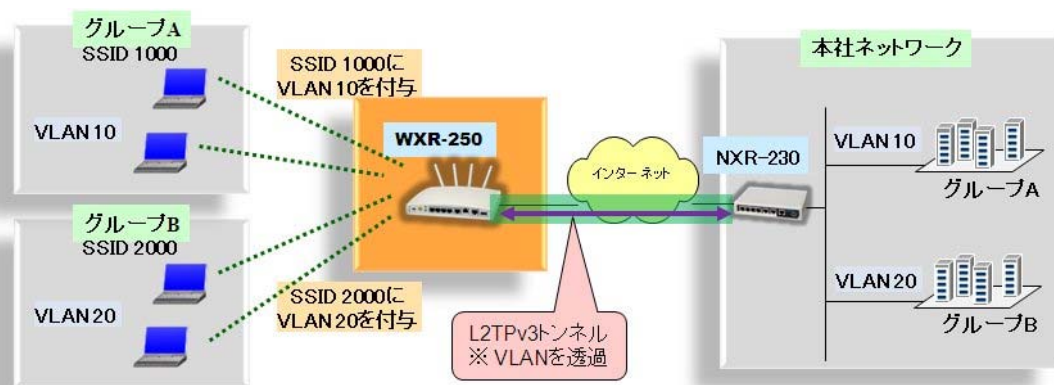 グループA
SSID 1000
VLAN10
グループB
SSID 2000
VLAN20
SSID 1000に
VLAN10を付与
WXR-250
SSID 2000に
VLAN20を付与
インターネット
L2TPv3トンネル
※ VLANを透過
本社ネットワーク
NXR-230
VLAN10
グループA
VLAN20
グループB